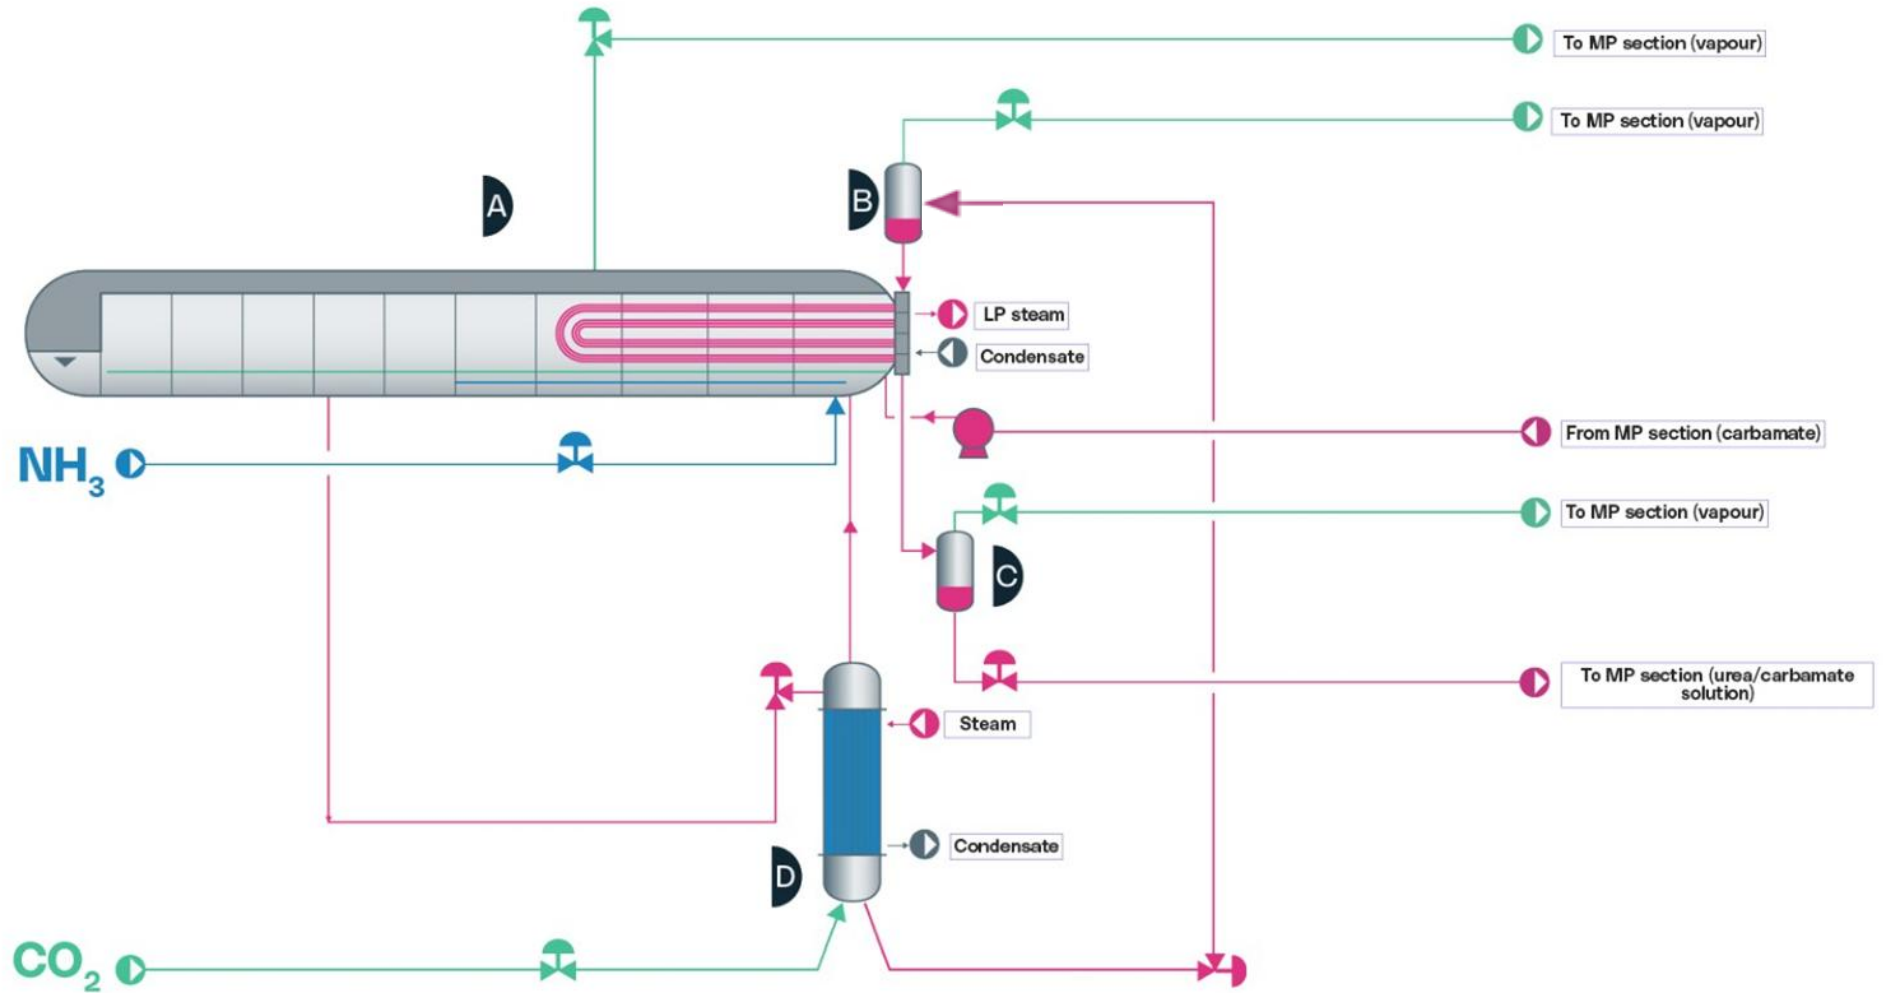 To MP section (vapour)
To MP section (vapour)
A
B
LP steam
Condensate
From MP section (carbamate)
NH3
To MP section (vapour)
C
To MP section (urea/carbamate
solution)
Steam
Condensate
D
CO2